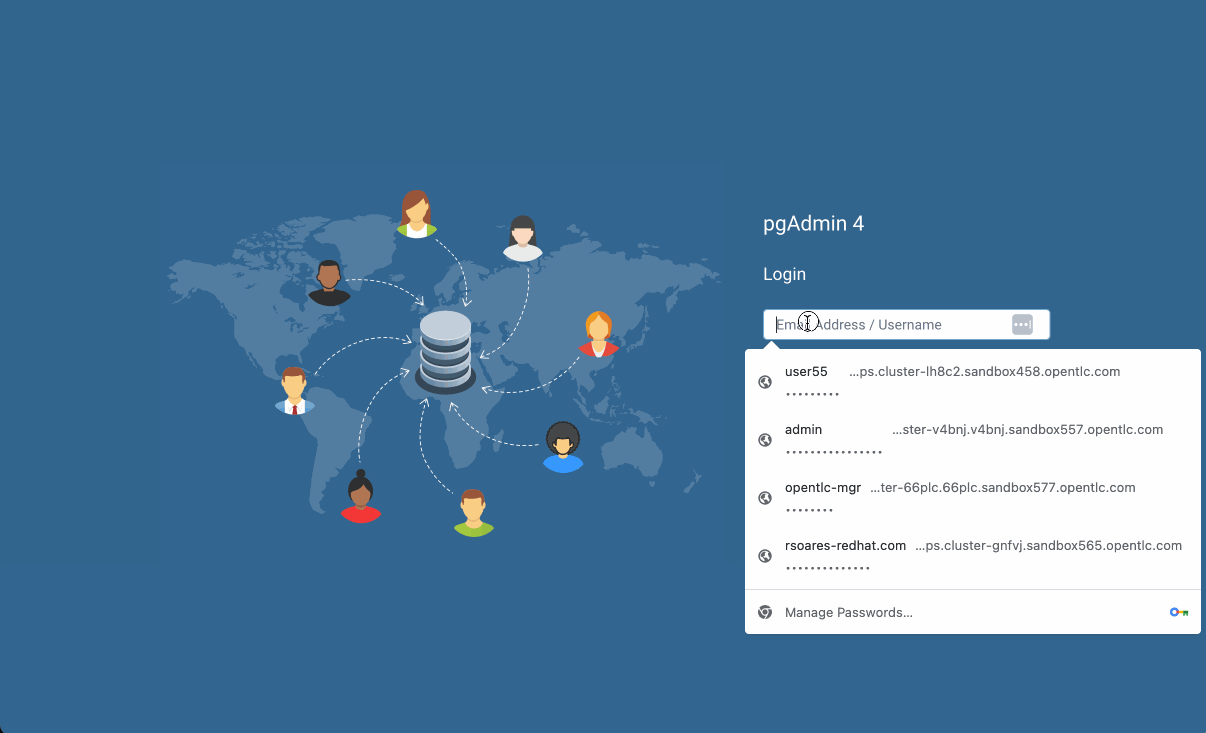 pgAdmin 4
Login
Email Address / Username
user55 ...ps.cluster-lh8c2.sandbox458.opentlc.com
•••••••••
admin ...ster-v4bnj.v4bnj.sandbox557.opentlc.com
••••••••••••••••
opentlc-mgr ...ter-66plc.66plc.sandbox577.opentlc.com
••••••••
rsoares-redhat.com ...ps.cluster-gnfvj.sandbox565.opentlc.com
••••••••••••••
Manage Passwords...